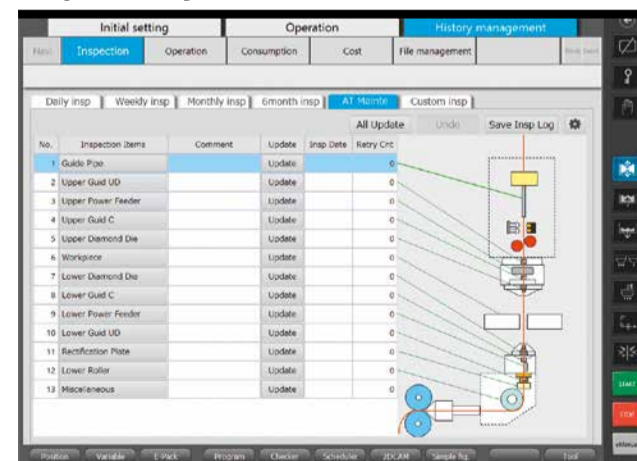 Initial setting Operation History management
Inspection Operation Consumption Cost File management
Daily insp Weekly insp Monthly insp 6month insp AT Mainte Custom insp
All Update Undo Save Insp Log
No. Inspection Items Comment Update Insp Date Retry Cnt
1 Guide Pipe Update 0
2 Upper Guid UD Update 0
3 Upper Power Feeder Update 0
4 Upper Guid C Update 0
5 Upper Diamond Die Update 0
6 Workpiece Update 0
7 Lower Diamond Die Update 0
8 Lower Guid C Update 0
9 Lower Power Feeder Update 0
10 Lower Guid UD Update 0
11 Rectification Plate Update 0
12 Lower Roller Update 0
13 Miscelleneous Update 0
START
STOP
Position Variable E-Pack Program Checker Scheduler 2DCAM Simple fig. Tool